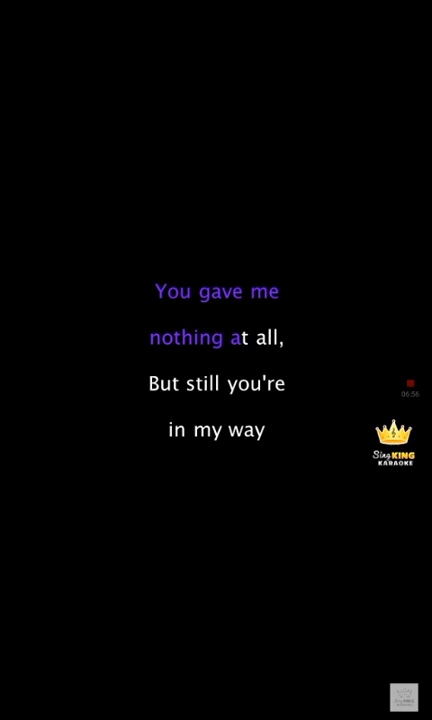 You gave me
nothing at all,
But still you're
in my way
06:56
Sing KING
KARAOKE